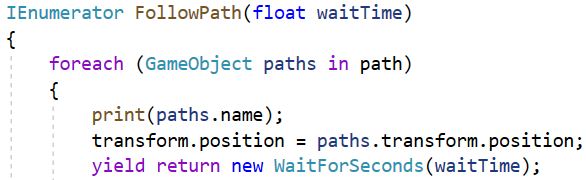 IEnumerator FollowPath(float waitTime)
{
foreach (GameObject paths in path)
{
print(paths.name);
transform.position = paths.transform.position;
yield return new WaitForSeconds(waitTime);